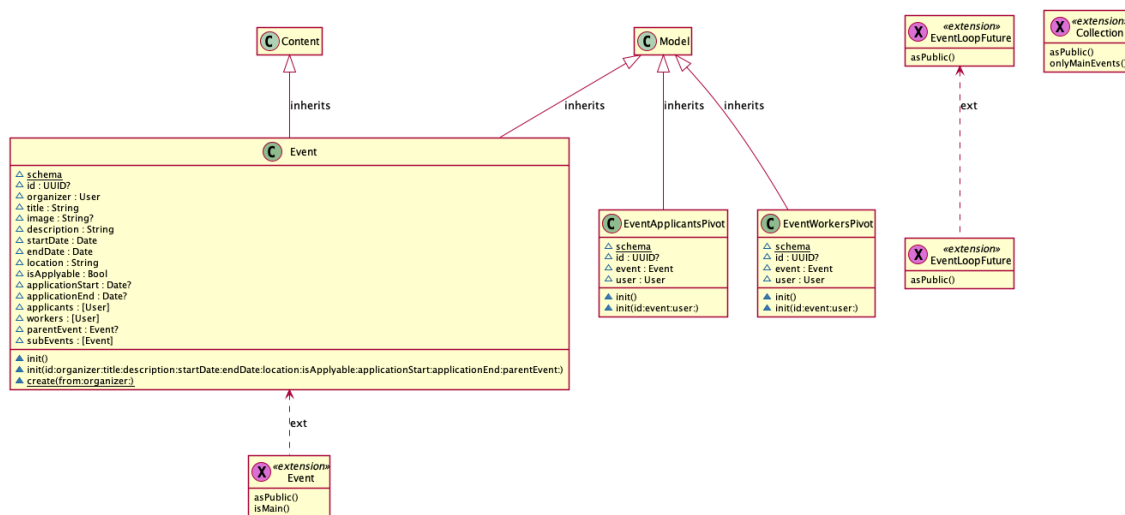 C Content
C Model
X «extension»
EventLoopFuture
asPublic()
X «extension»
Collection
asPublic()
onlyMainEvents()
inherits
inherits
inherits
inherits
ext
C Event
schema
id : UUID?
organizer : User
title : String
image : String?
description : String
startDate : Date
endDate : Date
location : String
isApplyable : Bool
applicationStart : Date?
applicationEnd : Date?
applicants : [User]
workers : [User]
parentEvent : Event?
subEvents : [Event]
init()
init(id:organizer:title:description:startDate:endDate:location:isApplyable:applicationStart:applicationEnd:parentEvent:)
create(from:organizer:)
C EventApplicantsPivot
schema
id : UUID?
event : Event
user : User
init()
init(id:event:user:)
C EventWorkersPivot
schema
id : UUID?
event : Event
user : User
init()
init(id:event:user:)
X «extension»
EventLoopFuture
asPublic()
ext
X «extension»
Event
asPublic()
isMain()